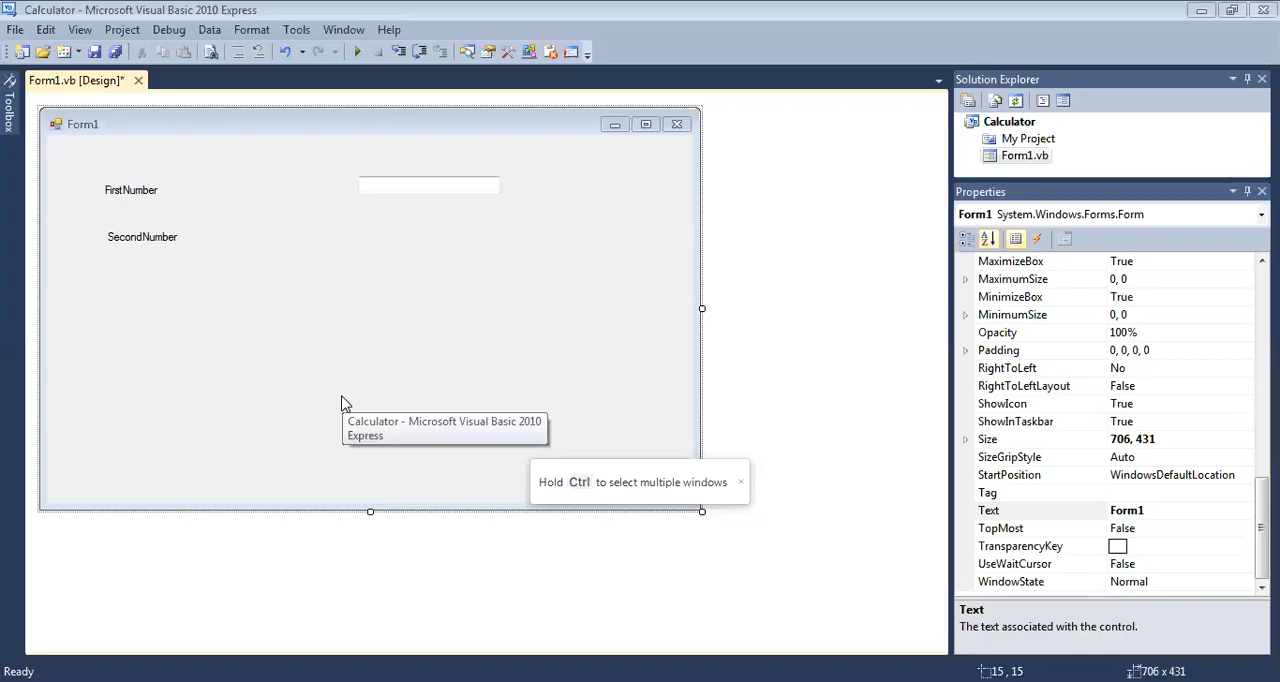 Calculator - Microsoft Visual Basic 2010 Express
File Edit View Project Debug Data Format Tools Window Help
Form1.vb [Design]*
Toolbox
Form1
FirstNumber
SecondNumber
Calculator - Microsoft Visual Basic 2010
Express
Hold Ctrl to select multiple windows
Solution Explorer
Calculator
My Project
Form1.vb
Properties
Form1 System.Windows.Forms.Form
MaximizeBox True
MaximumSize 0, 0
MinimizeBox True
MinimumSize 0, 0
Opacity 100%
Padding 0, 0, 0, 0
RightToLeft No
RightToLeftLayout False
ShowIcon True
ShowInTaskbar True
Size 706, 431
SizeGripStyle Auto
StartPosition WindowsDefaultLocation
Tag
Text Form1
TopMost False
TransparencyKey
UseWaitCursor False
WindowState Normal
Text
The text associated with the control.
Ready 15 , 15 706 x 431